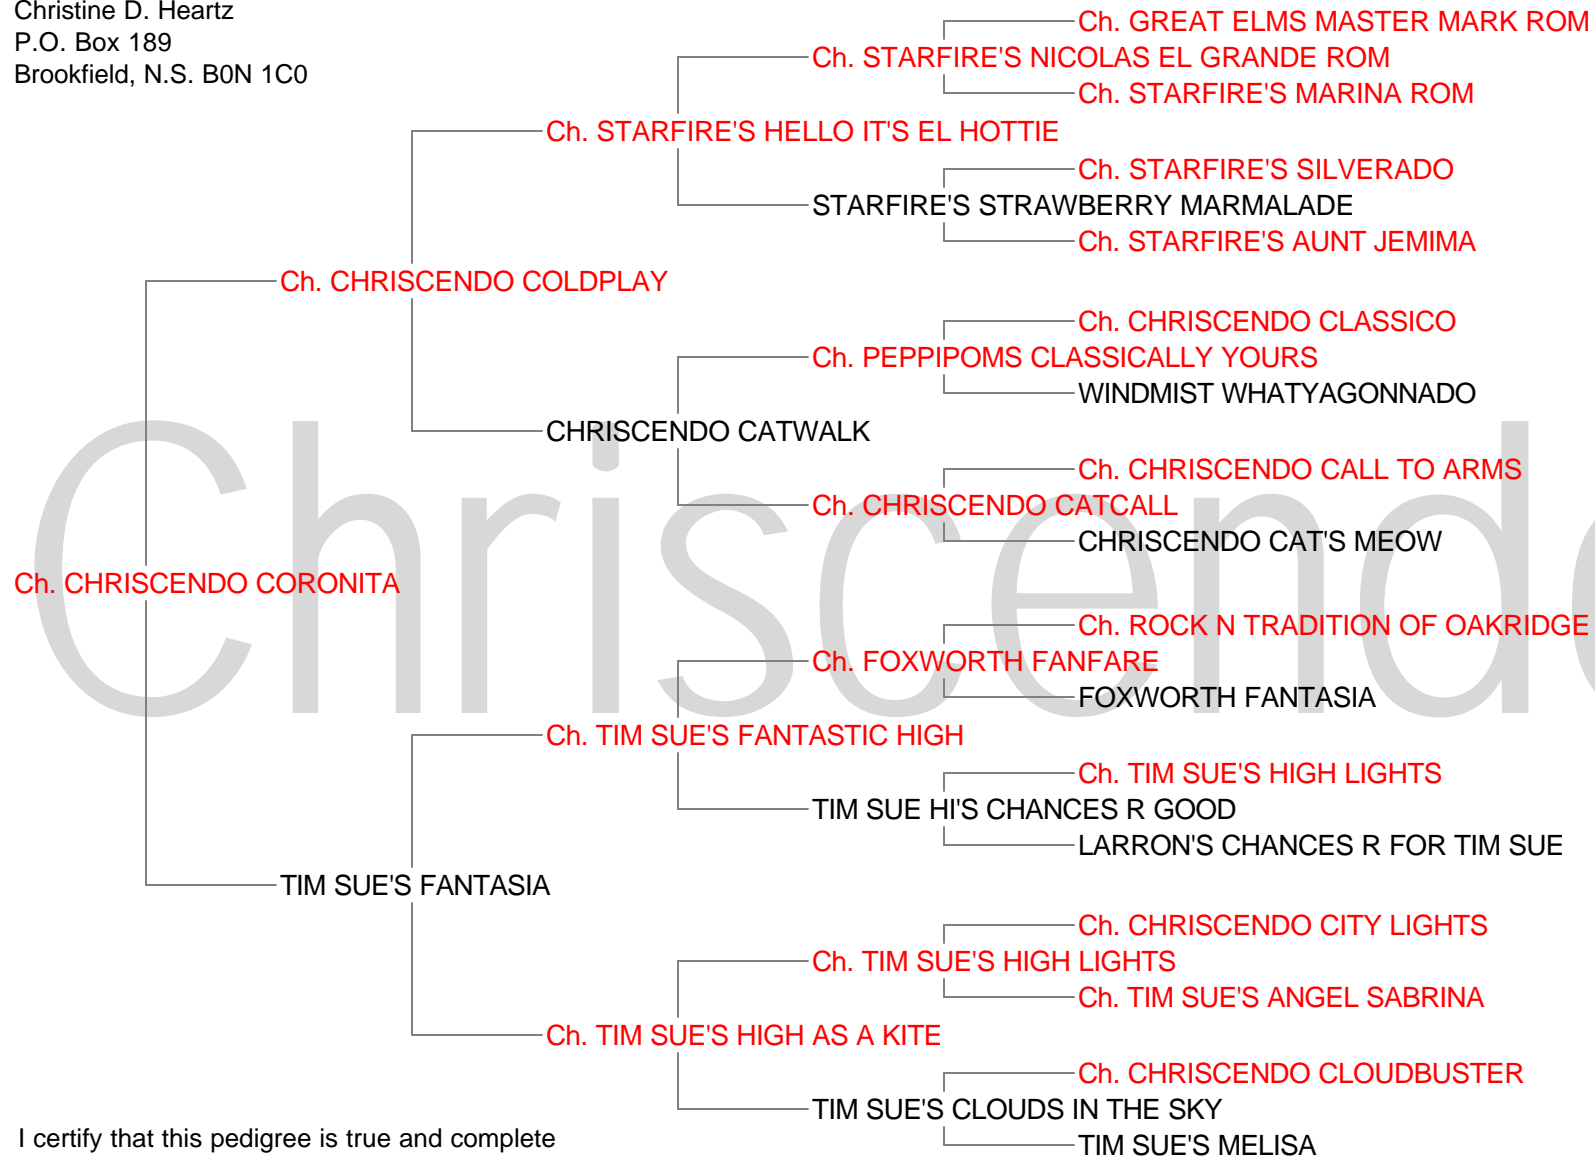 Christine D. Heartz
P.O. Box 189
Brookfield, N.S. B0N 1C0
Ch. GREAT ELMS MASTER MARK ROM
Ch. STARFIRE'S NICOLAS EL GRANDE ROM
Ch. STARFIRE'S MARINA ROM
Ch. STARFIRE'S HELLO IT'S EL HOTTIE
Ch. STARFIRE'S SILVERADO
STARFIRE'S STRAWBERRY MARMALADE
Ch. STARFIRE'S AUNT JEMIMA
Ch. CHRISCENDO COLDPLAY
Ch. CHRISCENDO CLASSICO
Ch. PEPPIPOMS CLASSICALLY YOURS
WINDMIST WHATYAGONNADO
CHRISCENDO CATWALK
Ch. CHRISCENDO CALL TO ARMS
Ch. CHRISCENDO CATCALL
CHRISCENDO CAT'S MEOW
Chriscendo
Ch. CHRISCENDO CORONITA
Ch. ROCK N TRADITION OF OAKRIDGE
Ch. FOXWORTH FANFARE
FOXWORTH FANTASIA
Ch. TIM SUE'S FANTASTIC HIGH
Ch. TIM SUE'S HIGH LIGHTS
TIM SUE HI'S CHANCES R GOOD
LARRON'S CHANCES R FOR TIM SUE
TIM SUE'S FANTASIA
Ch. CHRISCENDO CITY LIGHTS
Ch. TIM SUE'S HIGH LIGHTS
Ch. TIM SUE'S ANGEL SABRINA
Ch. TIM SUE'S HIGH AS A KITE
Ch. CHRISCENDO CLOUDBUSTER
TIM SUE'S CLOUDS IN THE SKY
TIM SUE'S MELISA
I certify that this pedigree is true and complete